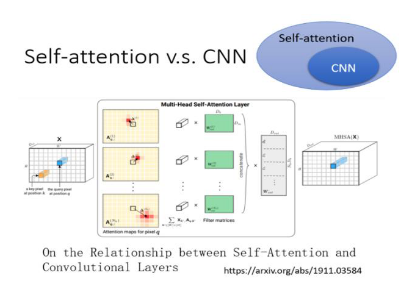 Self-attention v.s. CNN
Self-attention
CNN
Multi-Head Self-Attention Layer
X
MHSA(X)
a key pixel
at position k
the query pixel
at position q
concatenate
Attention maps for pixel q
Filter matrices
On the Relationship between Self-Attention and
Convolutional Layers
https://arxiv.org/abs/1911.03584